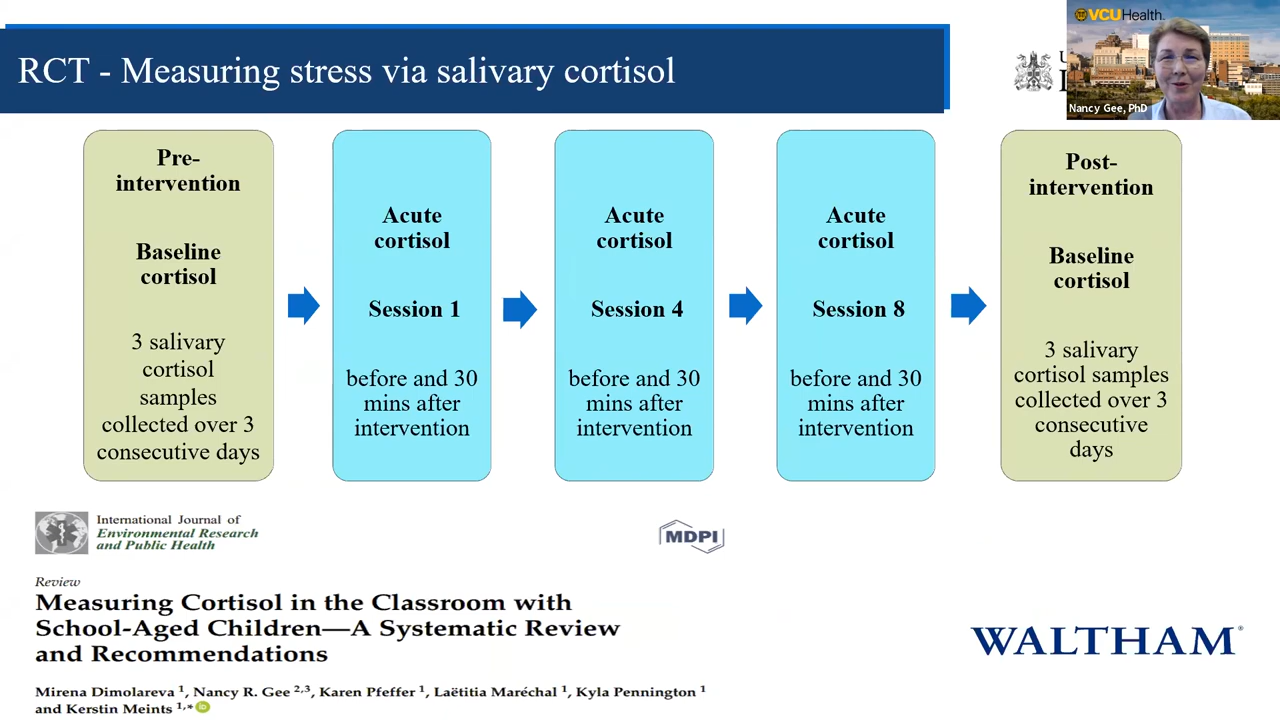 VCUHealth.
RCT - Measuring stress via salivary cortisol
Nancy Gee, PhD
Pre-
intervention
Baseline
cortisol
3 salivary
cortisol
samples
collected over 3
consecutive days
Acute
cortisol
Session 1
before and 30
mins after
intervention
Acute
cortisol
Session 4
before and 30
mins after
intervention
Acute
cortisol
Session 8
before and 30
mins after
intervention
Post-
intervention
Baseline
cortisol
3 salivary
cortisol samples
collected over 3
consecutive
days
International Journal of
Environmental Research
and Public Health
MDPI
Review
Measuring Cortisol in the Classroom with
School-Aged Children—A Systematic Review
and Recommendations
Mirena Dimolareva 1, Nancy R. Gee 2,3, Karen Pfeffer 1, Laëtitia Maréchal 1, Kyla Pennington 1
and Kerstin Meints 1,* iD
WALTHAM®